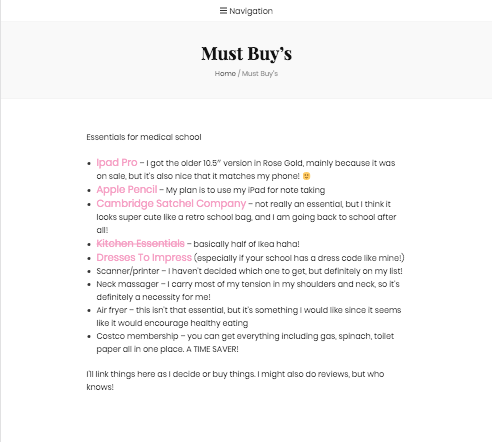 ☰ Navigation
Must Buy's
Home / Must Buy's
Essentials for medical school
• Ipad Pro – I got the older 10.5″ version in Rose Gold, mainly because it was
on sale, but it's also nice that it matches my phone! 🙂
• Apple Pencil – My plan is to use my iPad for note taking
• Cambridge Satchel Company – not really an essential, but I think it
looks super cute like a retro school bag, and I am going back to school after
all!
• Kitchen Essentials – basically half of Ikea haha!
• Dresses To Impress (especially if your school has a dress code like mine!)
• Scanner/printer – I haven't decided which one to get, but definitely on my list!
• Neck massager – I carry most of my tension in my shoulders and neck, so it's
definitely a necessity for me!
• Air fryer – this isn't that essential, but it's something I would like since it seems
like it would encourage healthy eating
• Costco membership – you can get everything including gas, spinach, toilet
paper all in one place. A TIME SAVER!
I'll link things here as I decide or buy things. I might also do reviews, but who
knows!